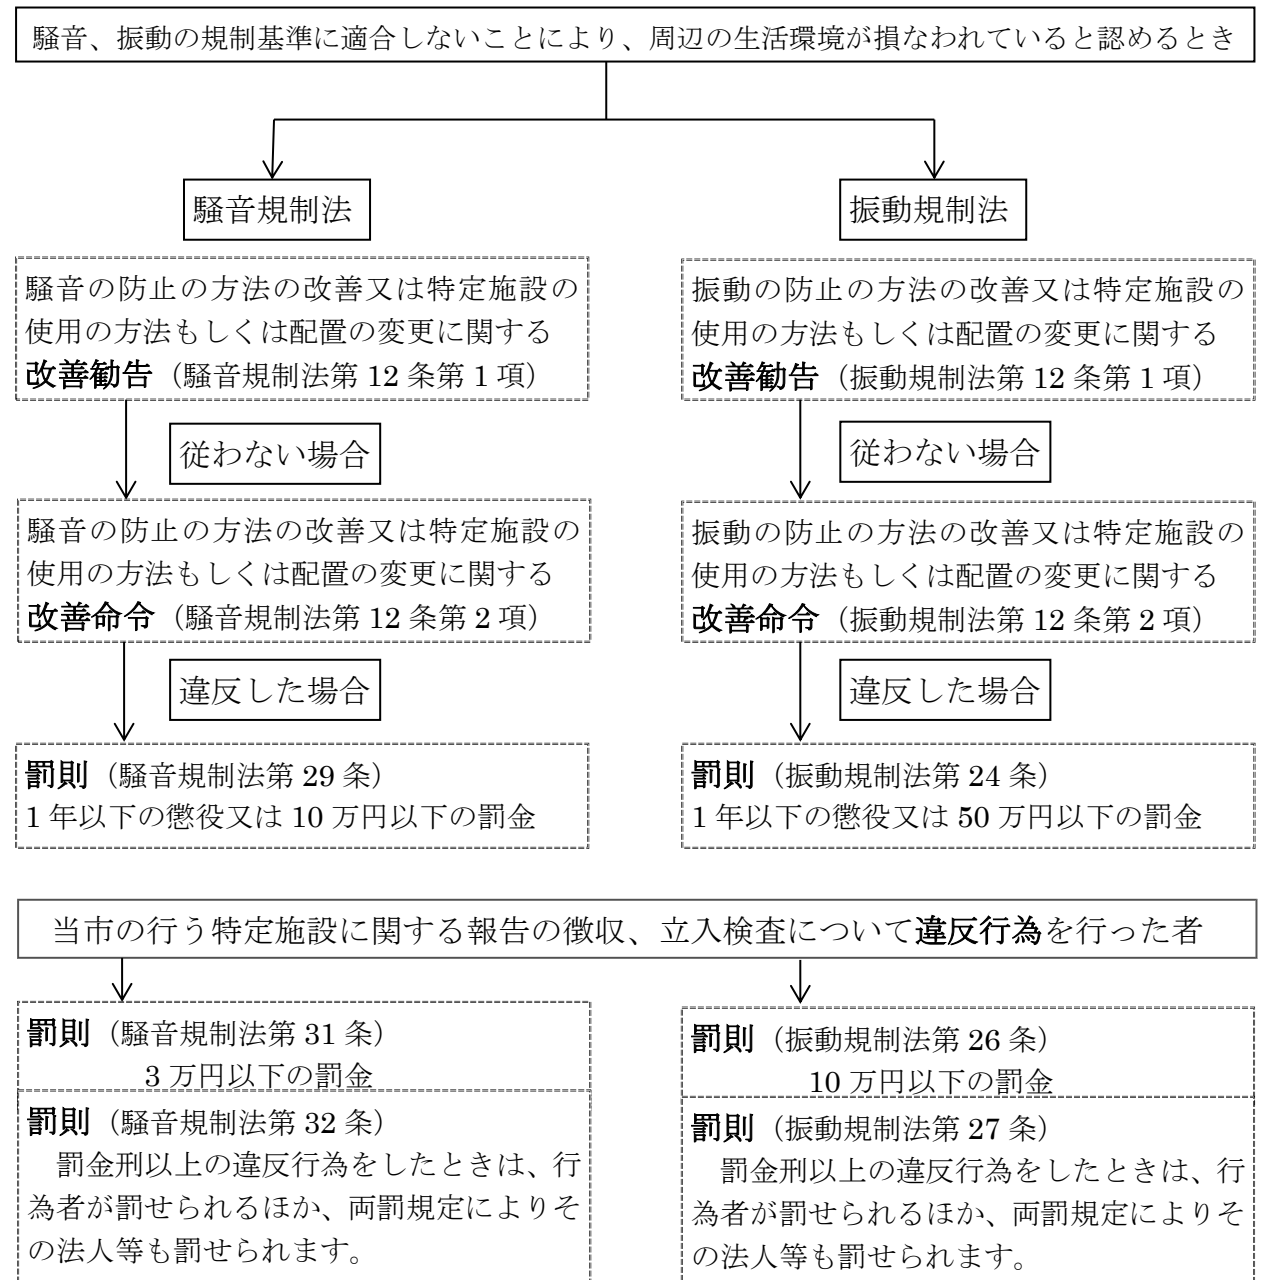 騒音、振動の規制基準に適合しないことにより、周辺の生活環境が損なわれていると認めるとき
騒音規制法
騒音の防止の方法の改善又は特定施設の
使用の方法もしくは配置の変更に関する
改善勧告（騒音規制法第 12 条第 1 項）
従わない場合
騒音の防止の方法の改善又は特定施設の
使用の方法もしくは配置の変更に関する
改善命令（騒音規制法第 12 条第 2 項）
違反した場合
罰則（騒音規制法第 29 条）
1 年以下の懲役又は 10 万円以下の罰金
振動規制法
振動の防止の方法の改善又は特定施設の
使用の方法もしくは配置の変更に関する
改善勧告（振動規制法第 12 条第 1 項）
従わない場合
振動の防止の方法の改善又は特定施設の
使用の方法もしくは配置の変更に関する
改善命令（振動規制法第 12 条第 2 項）
違反した場合
罰則（振動規制法第 24 条）
1 年以下の懲役又は 50 万円以下の罰金
当市の行う特定施設に関する報告の徴収、立入検査について違反行為を行った者
罰則（騒音規制法第 31 条）
3 万円以下の罰金
罰則（騒音規制法第 32 条）
罰金刑以上の違反行為をしたときは、行
為者が罰せられるほか、両罰規定によりそ
の法人等も罰せられます。
罰則（振動規制法第 26 条）
10 万円以下の罰金
罰則（振動規制法第 27 条）
罰金刑以上の違反行為をしたときは、行
為者が罰せられるほか、両罰規定によりそ
の法人等も罰せられます。